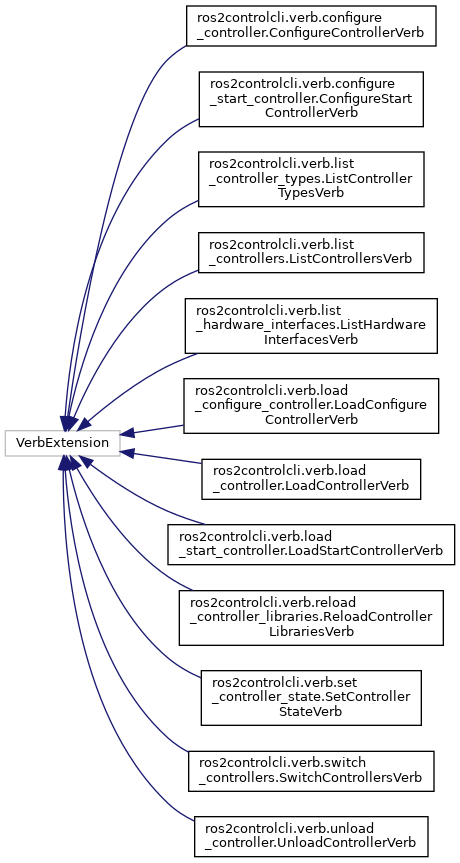 ros2controlcli.verb.configure
_controller.ConfigureControllerVerb
ros2controlcli.verb.configure
_start_controller.ConfigureStart
ControllerVerb
ros2controlcli.verb.list
_controller_types.ListController
TypesVerb
ros2controlcli.verb.list
_controllers.ListControllersVerb
ros2controlcli.verb.list
_hardware_interfaces.ListHardware
InterfacesVerb
ros2controlcli.verb.load
_configure_controller.LoadConfigure
ControllerVerb
VerbExtension
ros2controlcli.verb.load
_controller.LoadControllerVerb
ros2controlcli.verb.load
_start_controller.LoadStartControllerVerb
ros2controlcli.verb.reload
_controller_libraries.ReloadController
LibrariesVerb
ros2controlcli.verb.set
_controller_state.SetController
StateVerb
ros2controlcli.verb.switch
_controllers.SwitchControllersVerb
ros2controlcli.verb.unload
_controller.UnloadControllerVerb